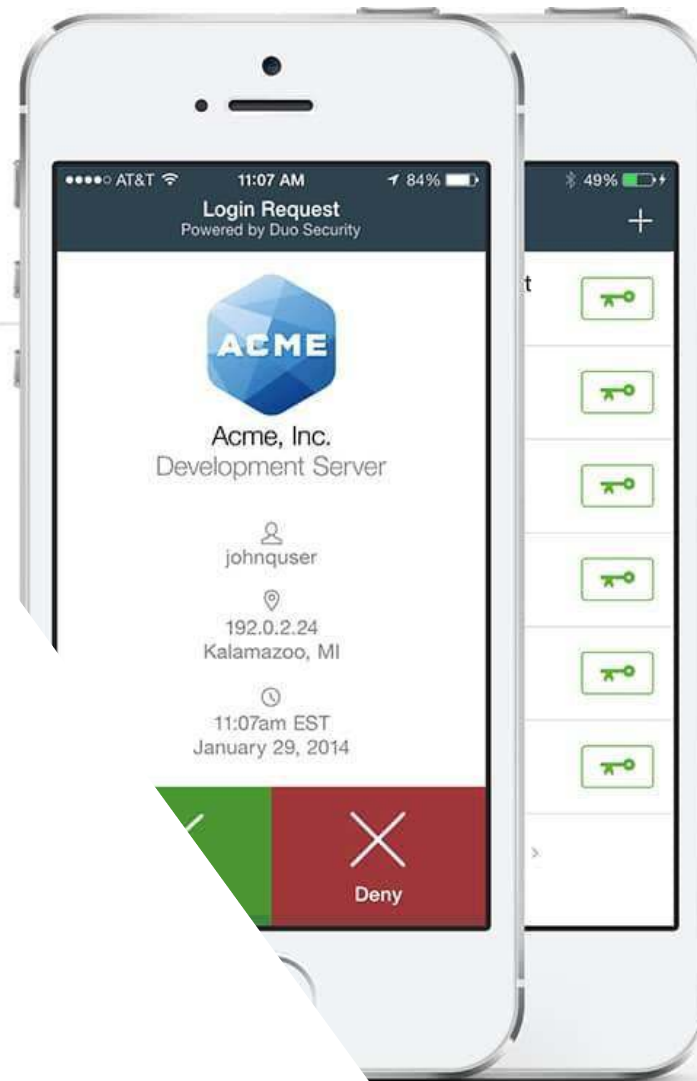 AT&T 11:07 AM 84%
Login Request
Powered by Duo Security
ACME
Acme, Inc.
Development Server
johnquser
192.0.2.24
Kalamazoo, MI
11:07am EST
January 29, 2014
Deny
49%
+
t
>